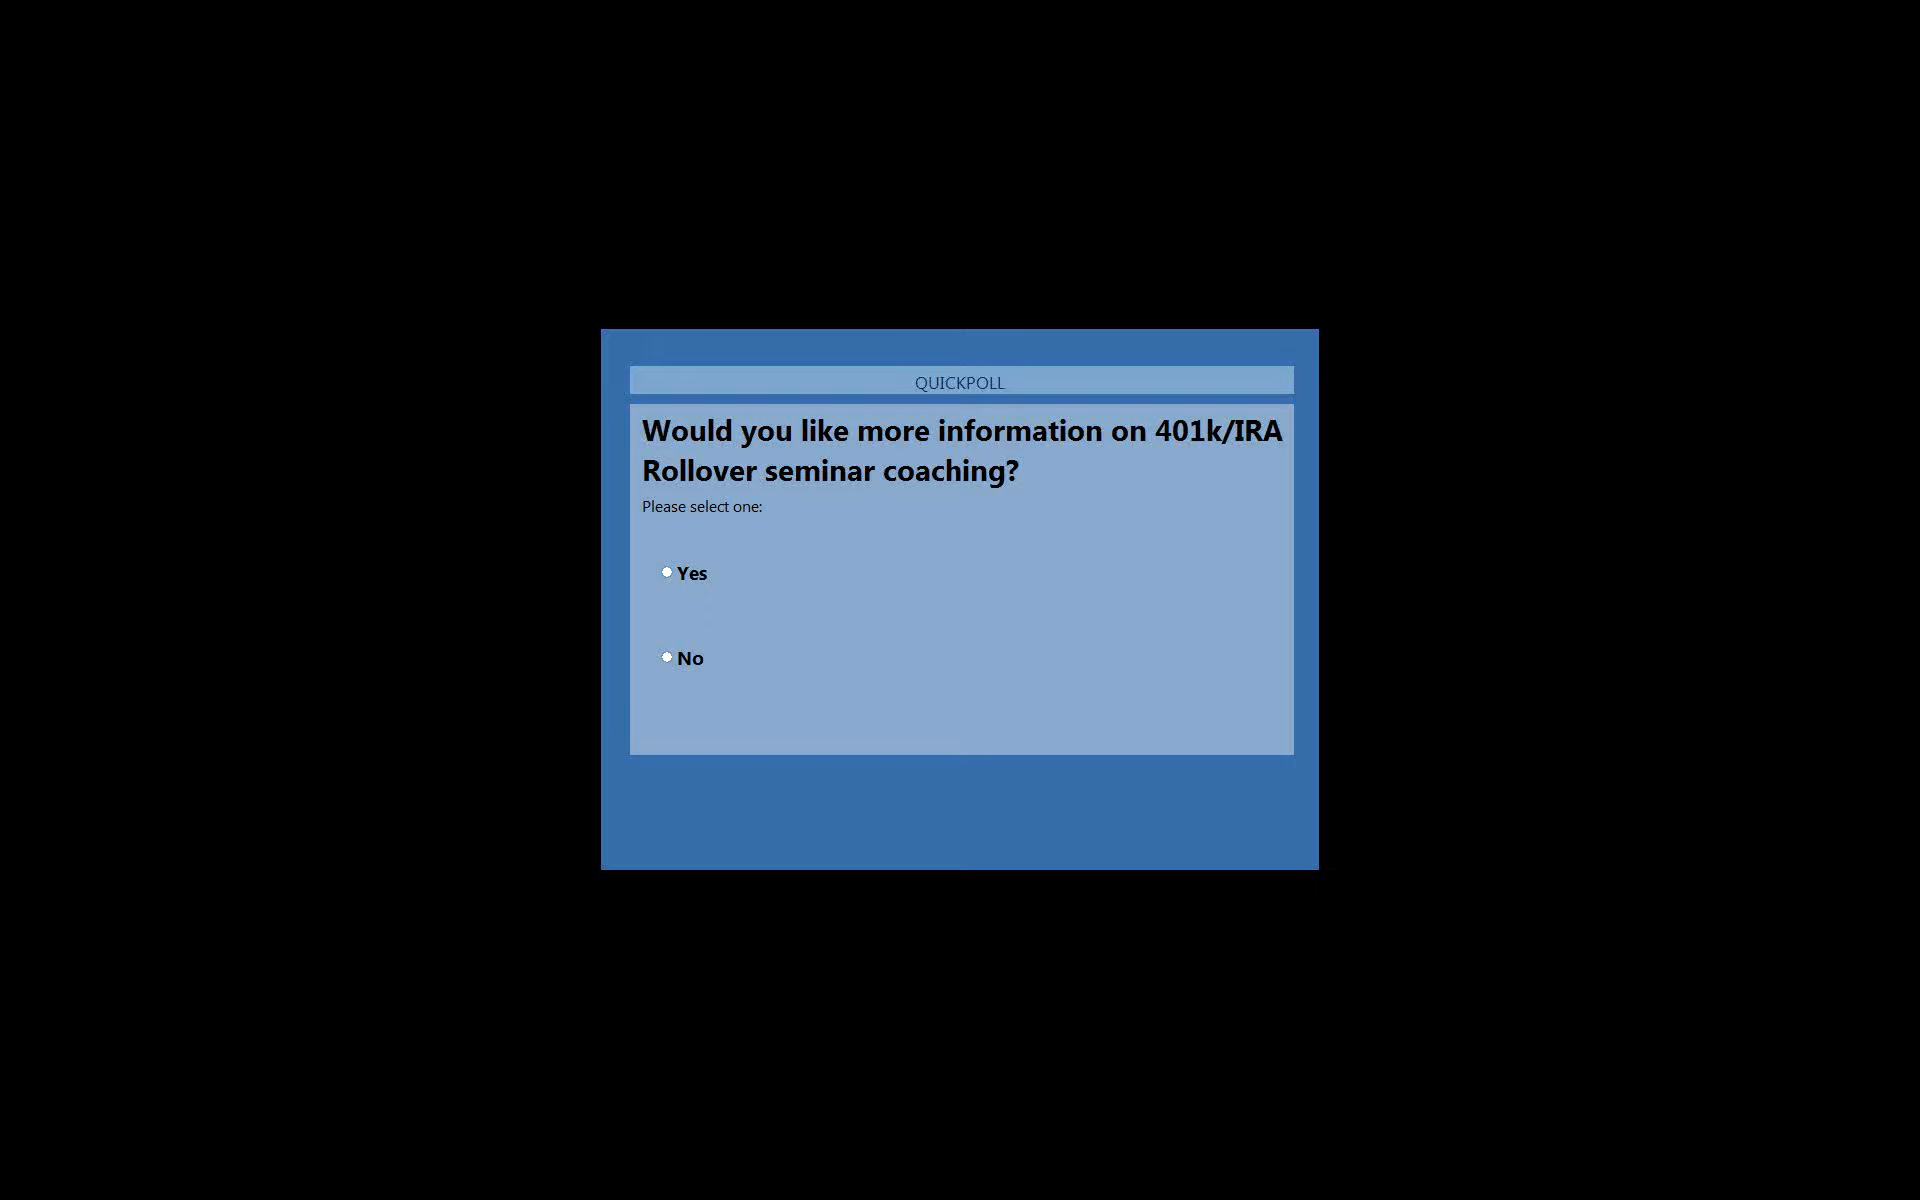 QUICKPOLL
Would you like more information on 401k/IRA
Rollover seminar coaching?
Please select one:
Yes
No